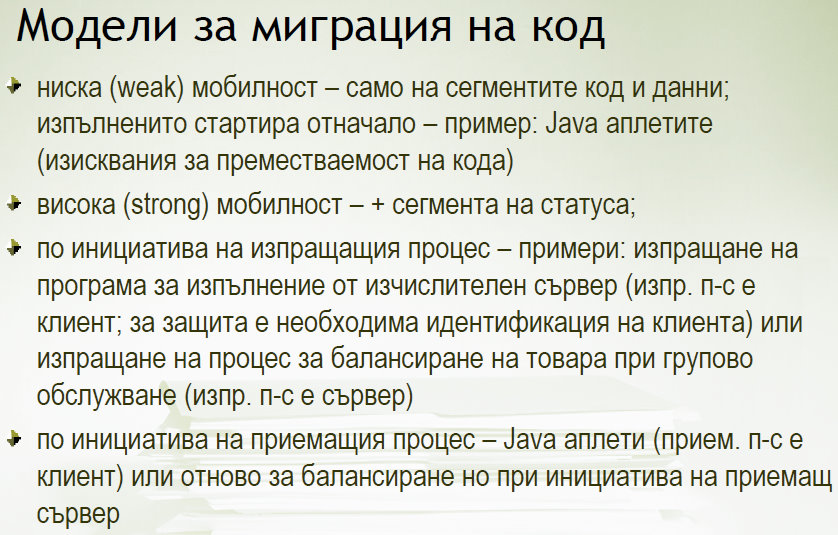 Модели за миграция на код
ниска (weak) мобилност – само на сегментите код и данни;
изпълненито стартира отначало – пример: Java аплетите
(изисквания за преместваемост на кода)
висока (strong) мобилност – + сегмента на статуса;
по инициатива на изпращащия процес – примери: изпращане на
програма за изпълнение от изчислителен сървер (изпр. п-с е
клиент; за защита е необходима идентификация на клиента) или
изпращане на процес за балансиране на товара при групово
обслужване (изпр. п-с е сървер)
по инициатива на приемащия процес – Java аплети (прием. п-с е
клиент) или отново за балансиране но при инициатива на приемащ
сървер